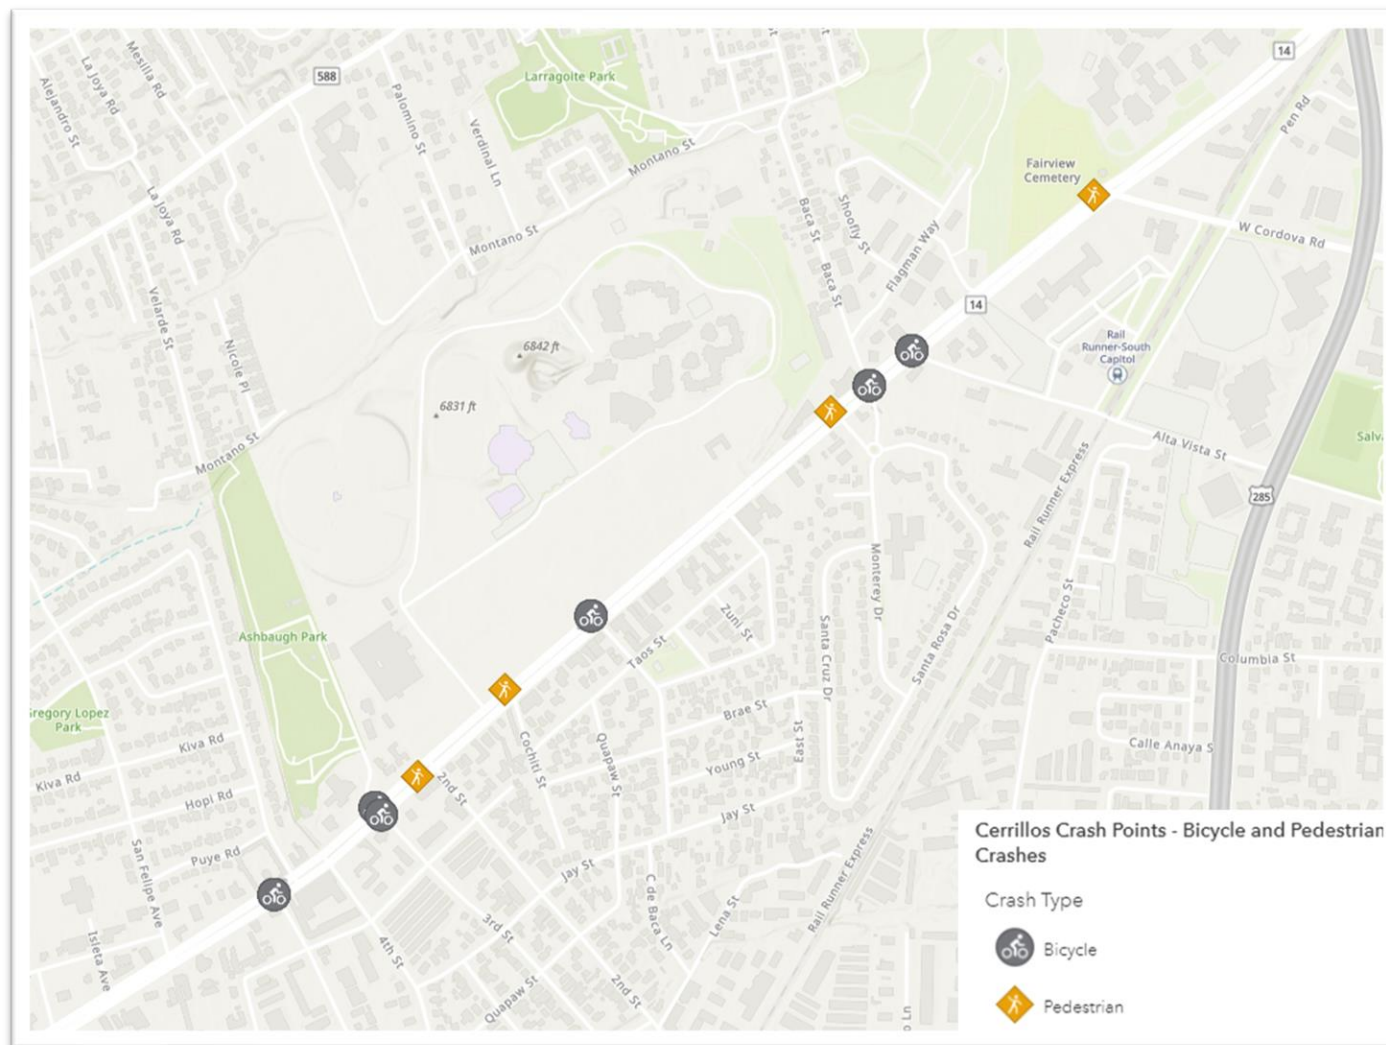 14
588
Larragoite Park
Mesilla Rd
La Joya Rd
Alejandro St
Palomino St
Verdinal Ln
Montano St
Pen Rd
Fairview
Cemetery
La Joya Rd
Baca St
Shoofly St
Flagman Way
W Cordova Rd
Montano St
Baca St
14
Velarde St
Nicole Pl
6842 ft
6831 ft
Rail
Runner-South
Capitol
Montano St
Alta Vista St
Salv
285
Rail Runner Express
Monterey Dr
Pacheco St
Zuni St
Taos St
Santa Cruz Dr
Santa Rosa Dr
Ashbaugh Park
Columbia St
Gregory Lopez
Park
Kiva Rd
Kiva Rd
Brae St
East St
Cochiti St
Quapaw St
Young St
Calle Anaya S
2nd St
Hopi Rd
Jay St
Puye Rd
San Felipe Ave
Jay St
C de Baca Ln
Lena St
Rail Runner Express
3rd St
4th St
Isleta Ave
Quapaw St
2nd St
o Ln
Cerrillos Crash Points - Bicycle and Pedestrian
Crashes
Crash Type
Bicycle
Pedestrian